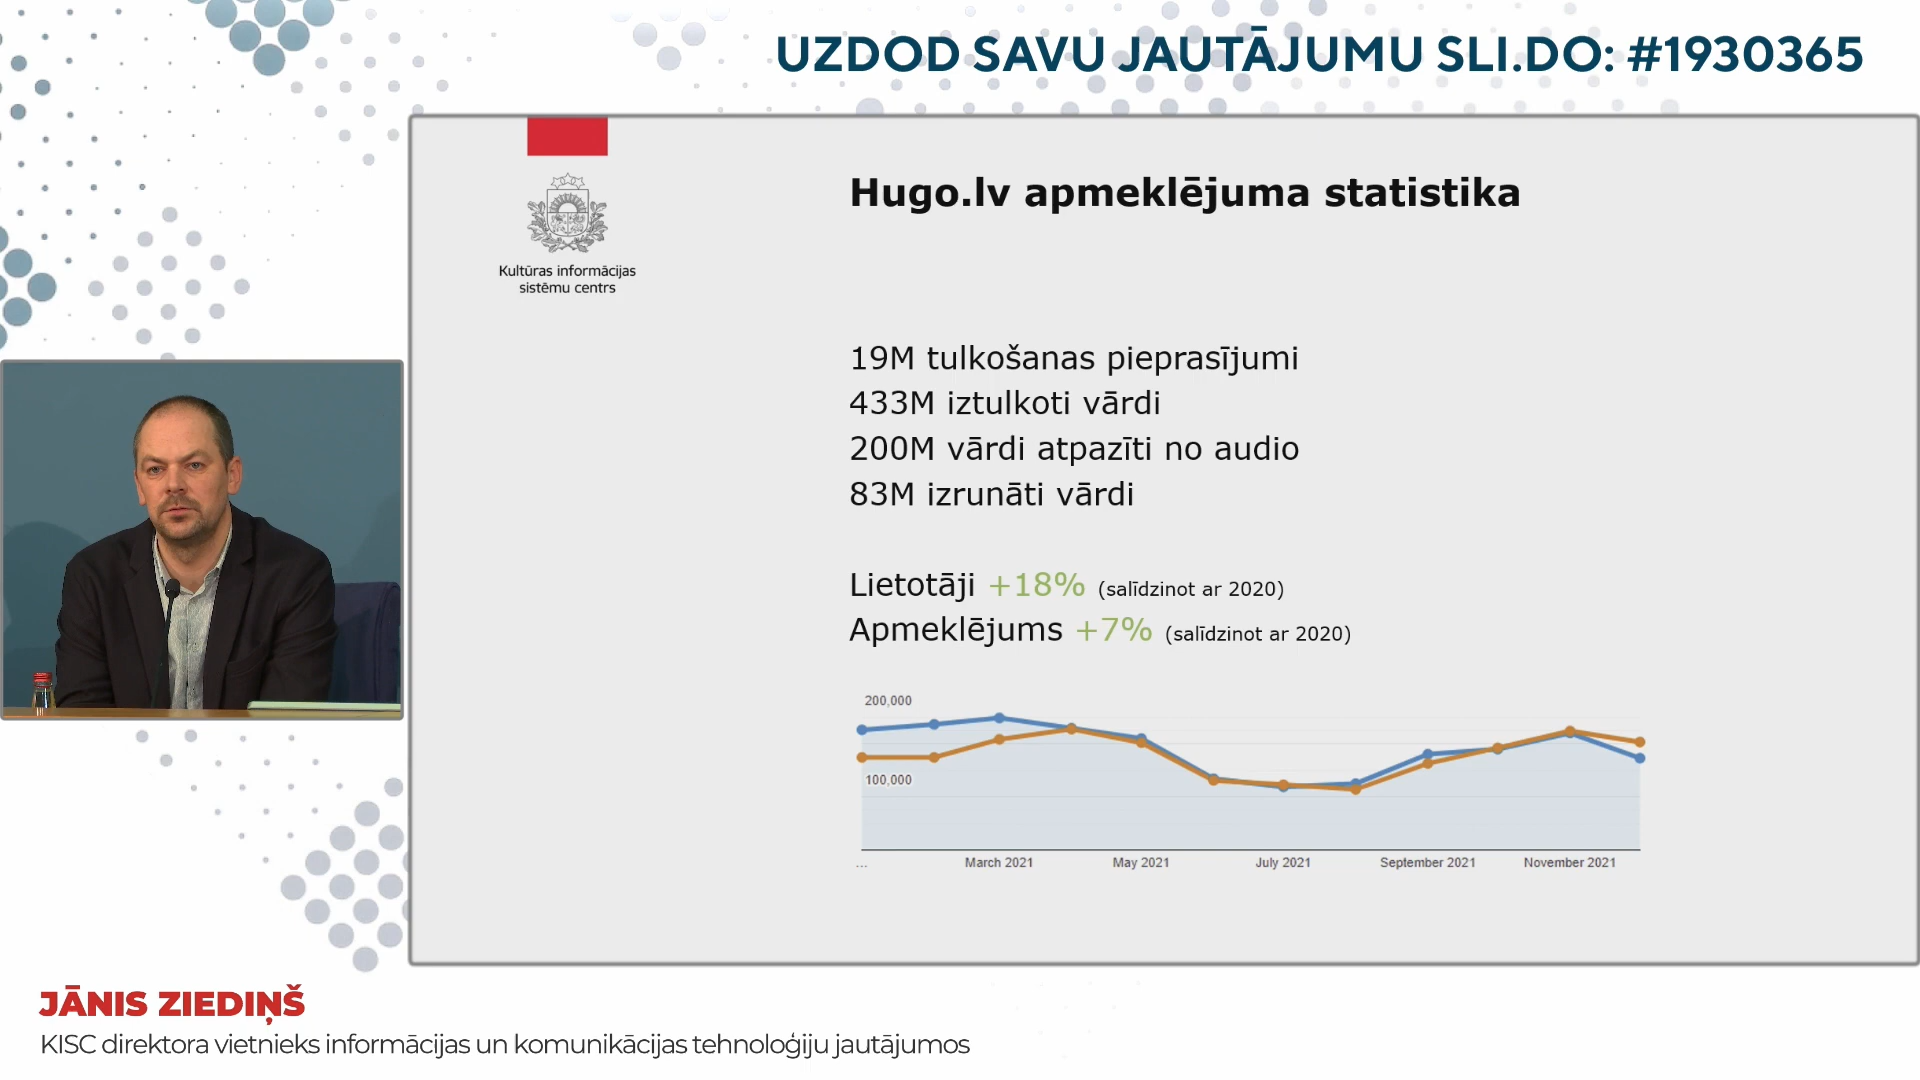 UZDOD SAVU JAUTĀJUMU SLI.DO: #1930365
Kultūras informācijas
sistēmu centrs
Hugo.lv apmeklējuma statistika
19M tulkošanas pieprasījumi
433M iztulkoti vārdi
200M vārdi atpazīti no audio
83M izrunāti vārdi
Lietotāji +18% (salīdzinot ar 2020)
Apmeklējums +7% (salīdzinot ar 2020)
200,000
100,000
... March 2021 May 2021 July 2021 September 2021 November 2021
JĀNIS ZIEDIŅŠ
KISC direktora vietnieks informācijas un komunikācijas tehnoloģiju jautājumos